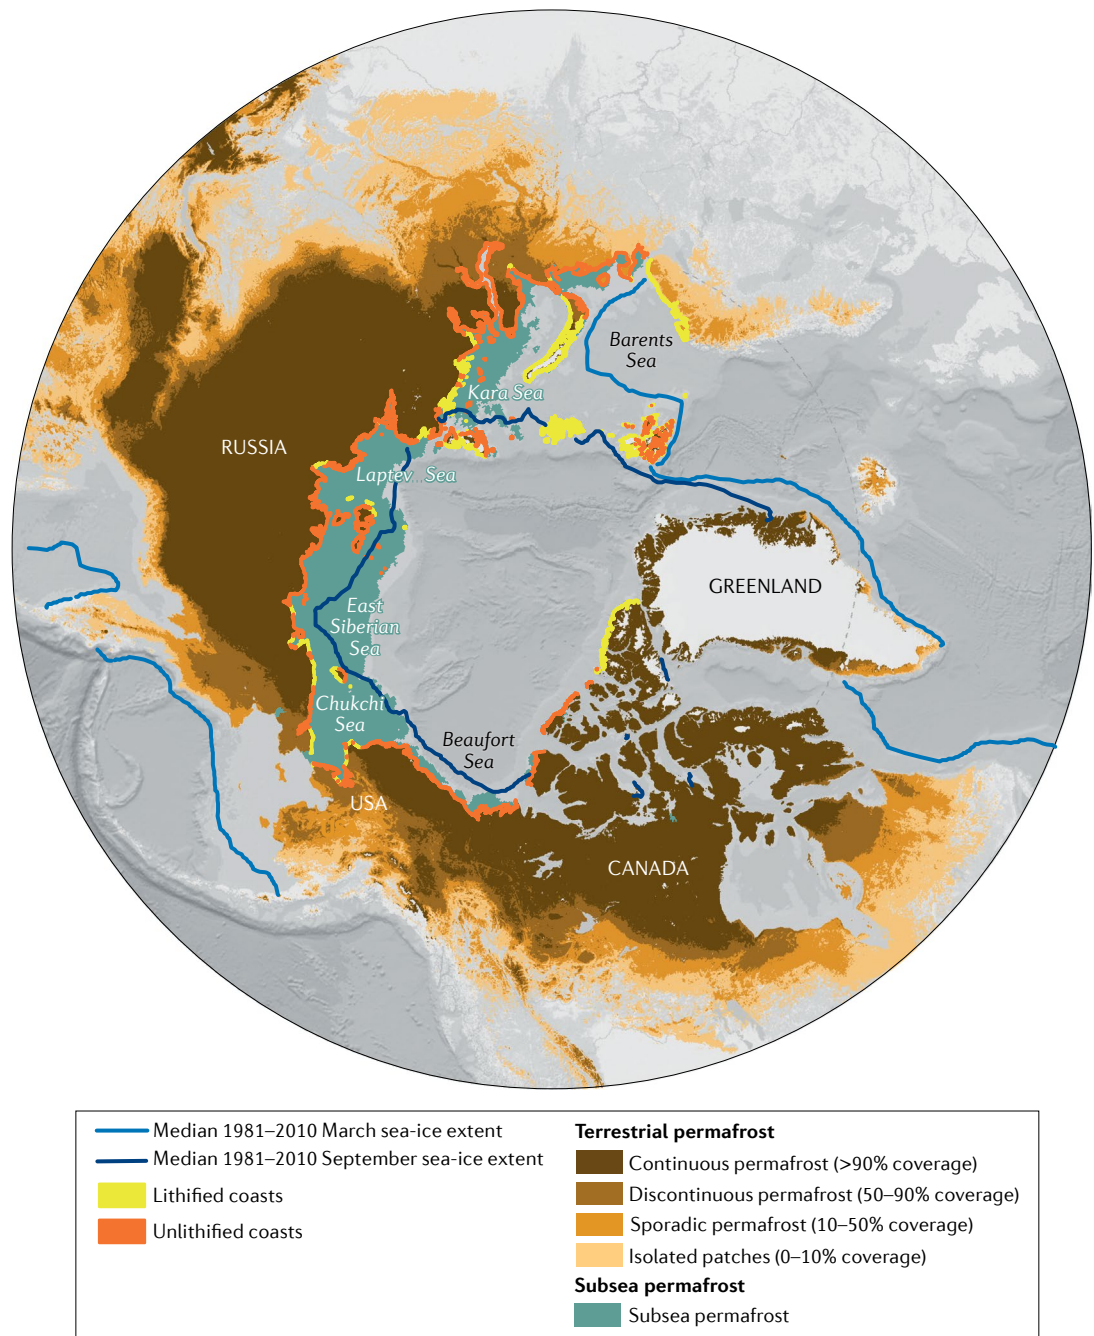 Barents
Sea
Kara Sea
RUSSIA
Laptev Sea
GREENLAND
East
Siberian
Sea
Chukchi
Sea
Beaufort
Sea
USA
CANADA
Median 1981–2010 March sea-ice extent
Median 1981–2010 September sea-ice extent
Lithified coasts
Unlithified coasts
Terrestrial permafrost
Continuous permafrost (>90% coverage)
Discontinuous permafrost (50–90% coverage)
Sporadic permafrost (10–50% coverage)
Isolated patches (0–10% coverage)
Subsea permafrost
Subsea permafrost